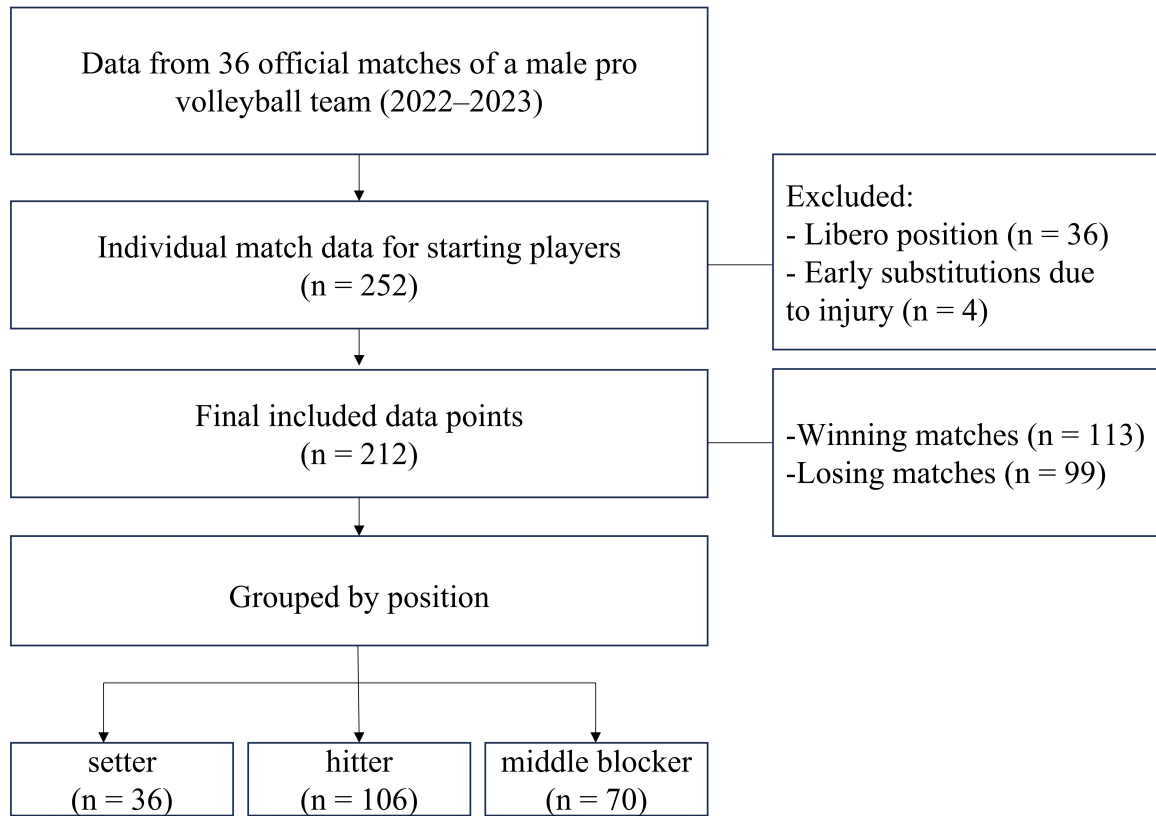 Data from 36 official matches of a male pro
volleyball team (2022–2023)
Individual match data for starting players
(n = 252)
Excluded:
- Libero position (n = 36)
- Early substitutions due
to injury (n = 4)
Final included data points
(n = 212)
-Winning matches (n = 113)
-Losing matches (n = 99)
Grouped by position
setter
(n = 36)
hitter
(n = 106)
middle blocker
(n = 70)